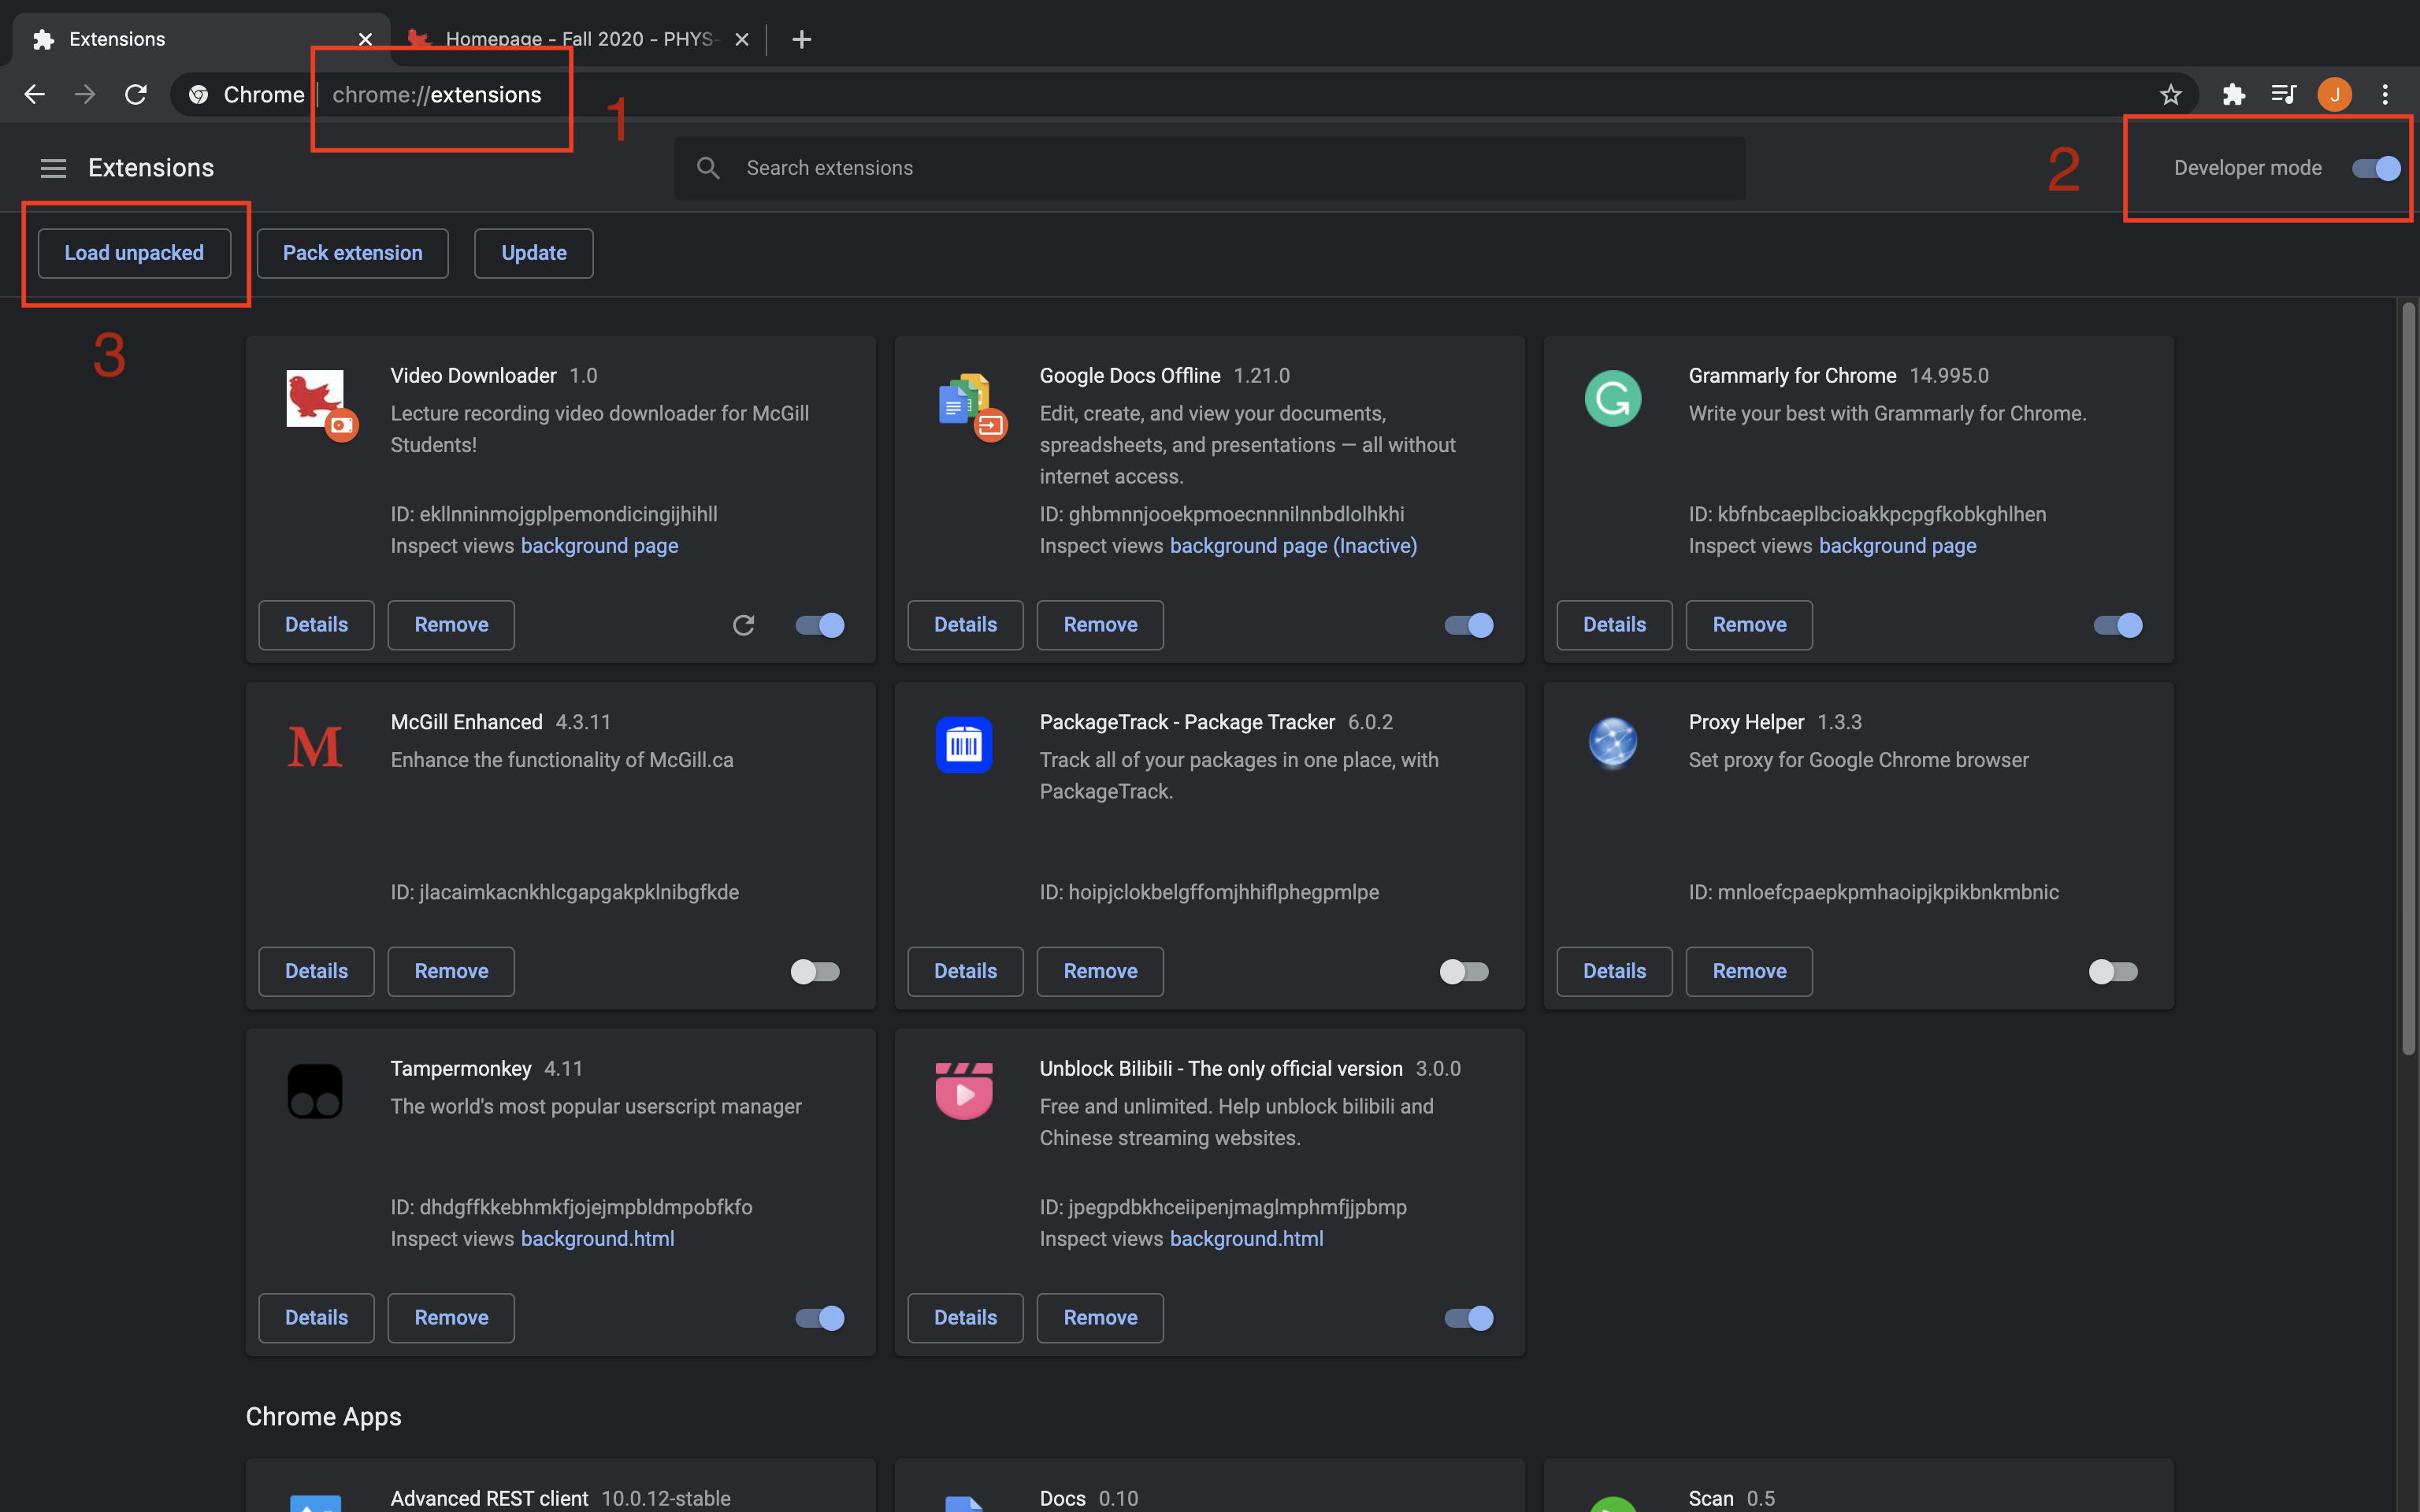 Extensions
Homepage - Fall 2020 - PHYS-
Chrome | chrome://extensions
1
J
Extensions
Search extensions
2
Developer mode
Load unpacked
Pack extension
Update
3
Video Downloader 1.0
Lecture recording video downloader for McGill
Students!
ID: ekllnninmojgplpemondicingijhihll
Inspect views background page
Details
Remove
Google Docs Offline 1.21.0
Edit, create, and view your documents,
spreadsheets, and presentations — all without
internet access.
ID: ghbmnnjooekpmoecnnnilnnbdlolhkhi
Inspect views background page (Inactive)
Details
Remove
Grammarly for Chrome 14.995.0
Write your best with Grammarly for Chrome.
ID: kbfnbcaeplbcioakkpcpgfkobkghlhen
Inspect views background page
Details
Remove
M
McGill Enhanced 4.3.11
Enhance the functionality of McGill.ca
ID: jlacaimkacnkhlcgapgakpklnibgfkde
Details
Remove
PackageTrack - Package Tracker 6.0.2
Track all of your packages in one place, with
PackageTrack.
ID: hoipjclokbelgffomjhhiflphegpmlpe
Details
Remove
Proxy Helper 1.3.3
Set proxy for Google Chrome browser
ID: mnloefcpaepkpmhaoipjkpikbnkmbnic
Details
Remove
Tampermonkey 4.11
The world's most popular userscript manager
ID: dhdgffkkebhmkfjojejmpbldmpobfkfo
Inspect views background.html
Details
Remove
Unblock Bilibili - The only official version 3.0.0
Free and unlimited. Help unblock bilibili and
Chinese streaming websites.
ID: jpegpdbkhceiipenjmaglmphmfjjpbmp
Inspect views background.html
Details
Remove
Chrome Apps
Advanced REST client 10.0.12-stable
Docs 0.10
Scan 0.5